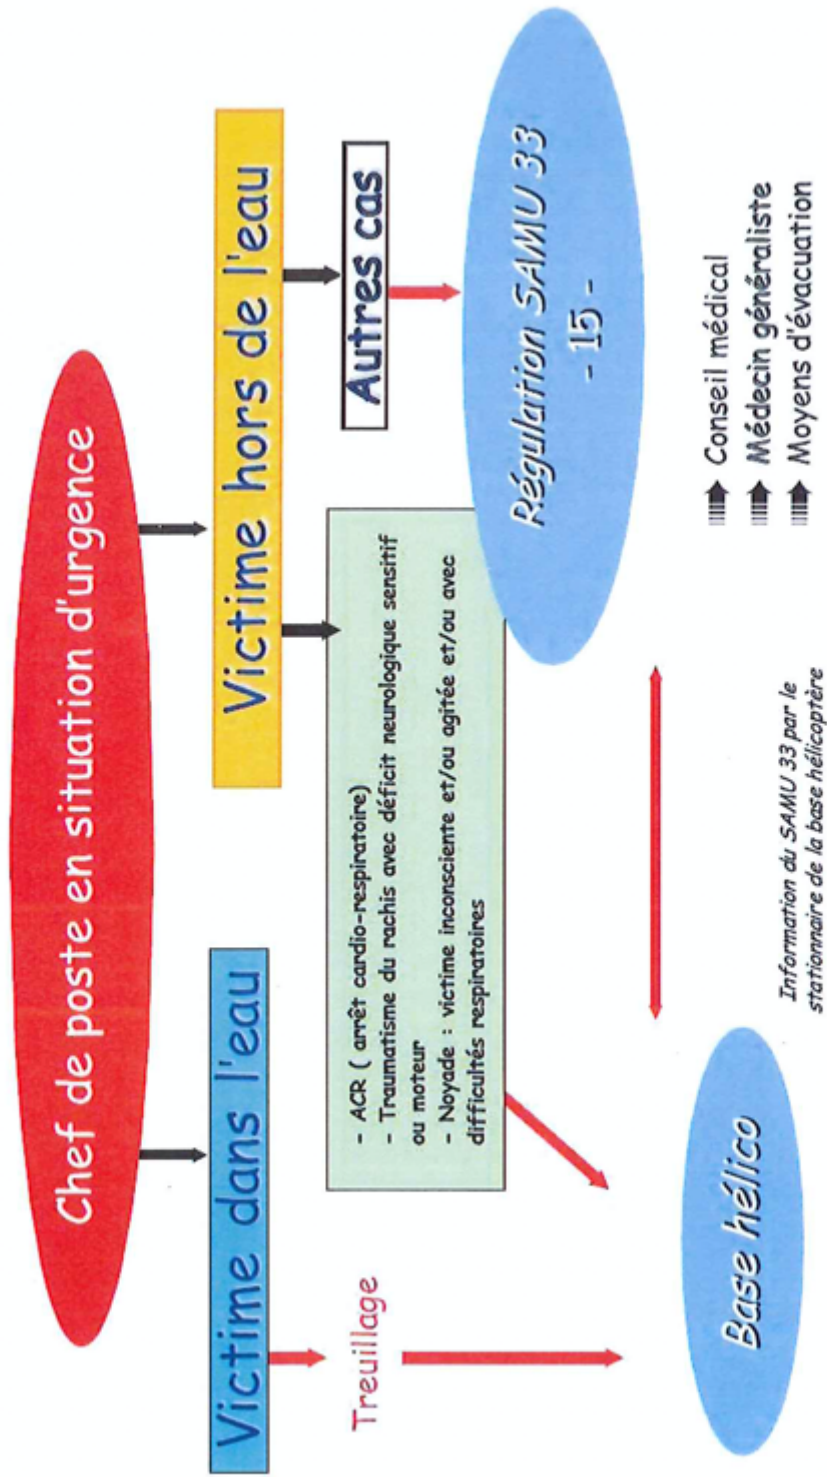 Chef de poste en situation d'urgence
Victime dans l'eau
Victime hors de l'eau
Treuillage
- ACR ( arrêt cardio-respiratoire)
- Traumatisme du rachis avec déficit neurologique sensitif
ou moteur
- Noyade : victime inconsciente et/ou agitée et/ou avec
difficultés respiratoires
Autres cas
Régulation SAMU 33
- 15 -
Base hélico
Information du SAMU 33 par le
stationnaire de la base hélicoptère
Conseil médical
Médecin généraliste
Moyens d'évacuation